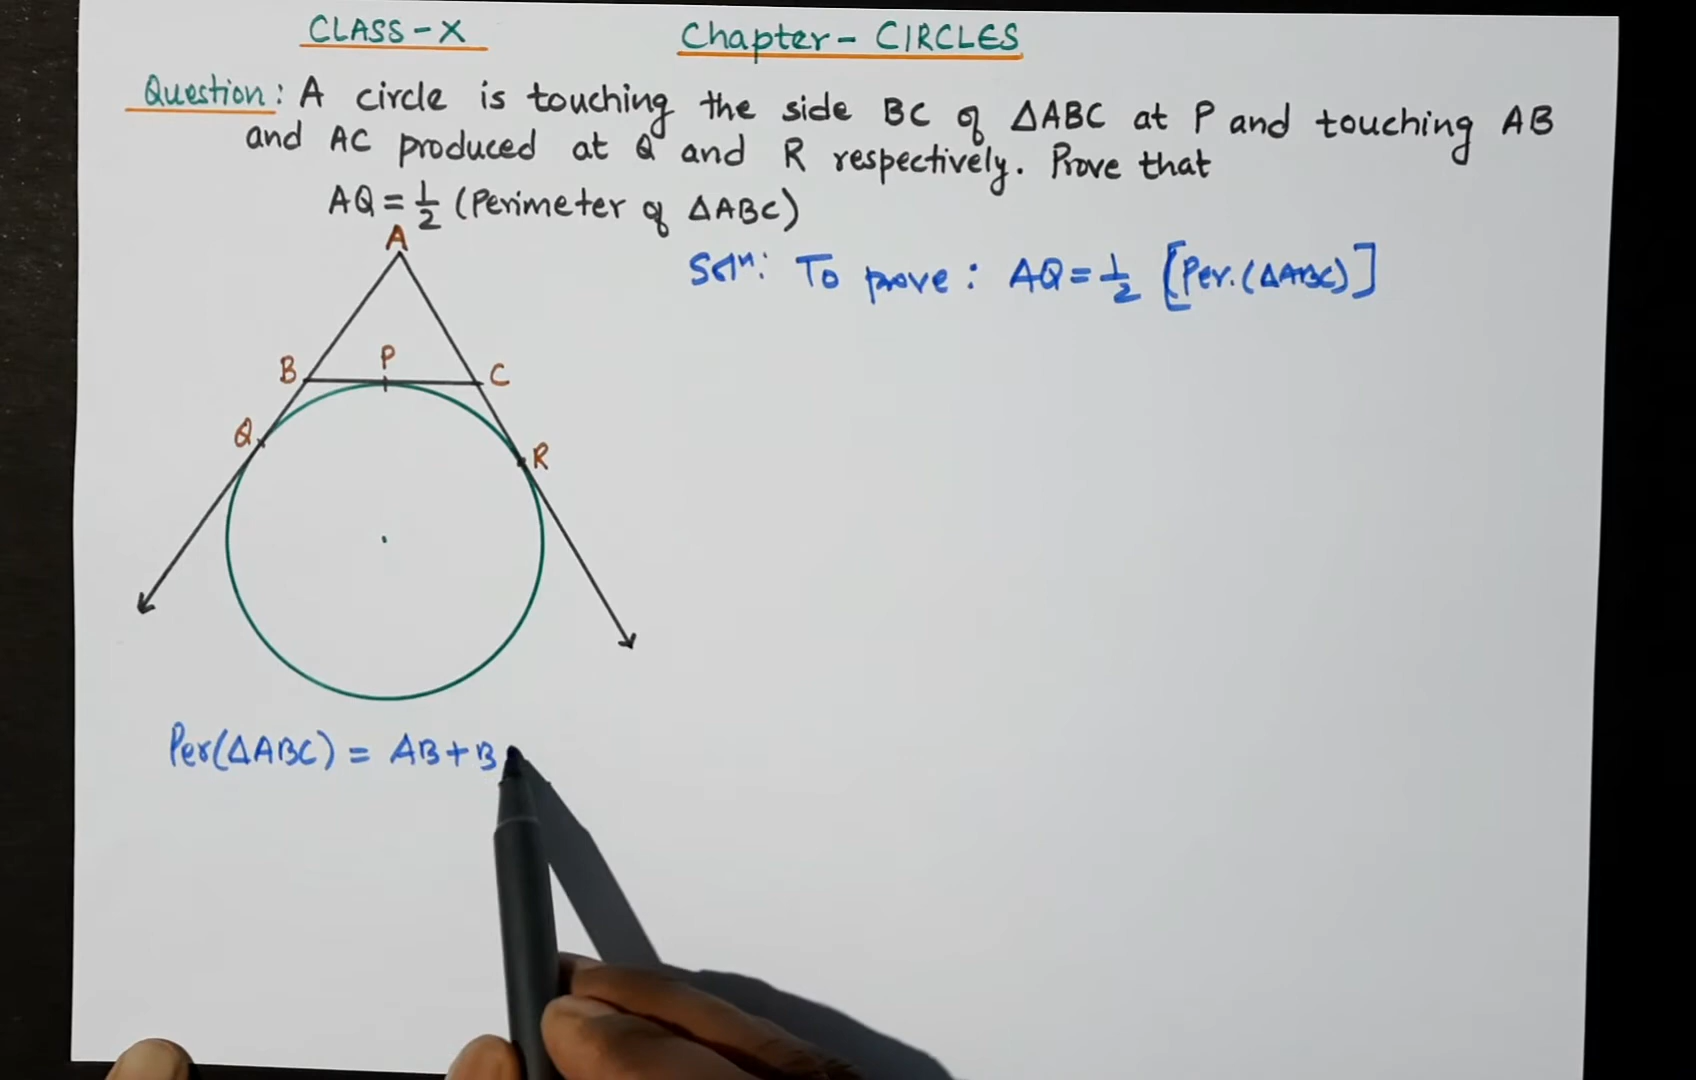 CLASS-X
Chapter- CIRCLES
Question: A circle is touching the side BC of ΔABC at P and touching AB
and AC produced at Q and R respectively. Prove that
AQ = 1/2 (Perimeter of ΔABC)
Soln: To prove: AQ = 1/2 [Per.(ΔABC)]
A
B
P
C
Q
R
Per(ΔABC) = AB + B